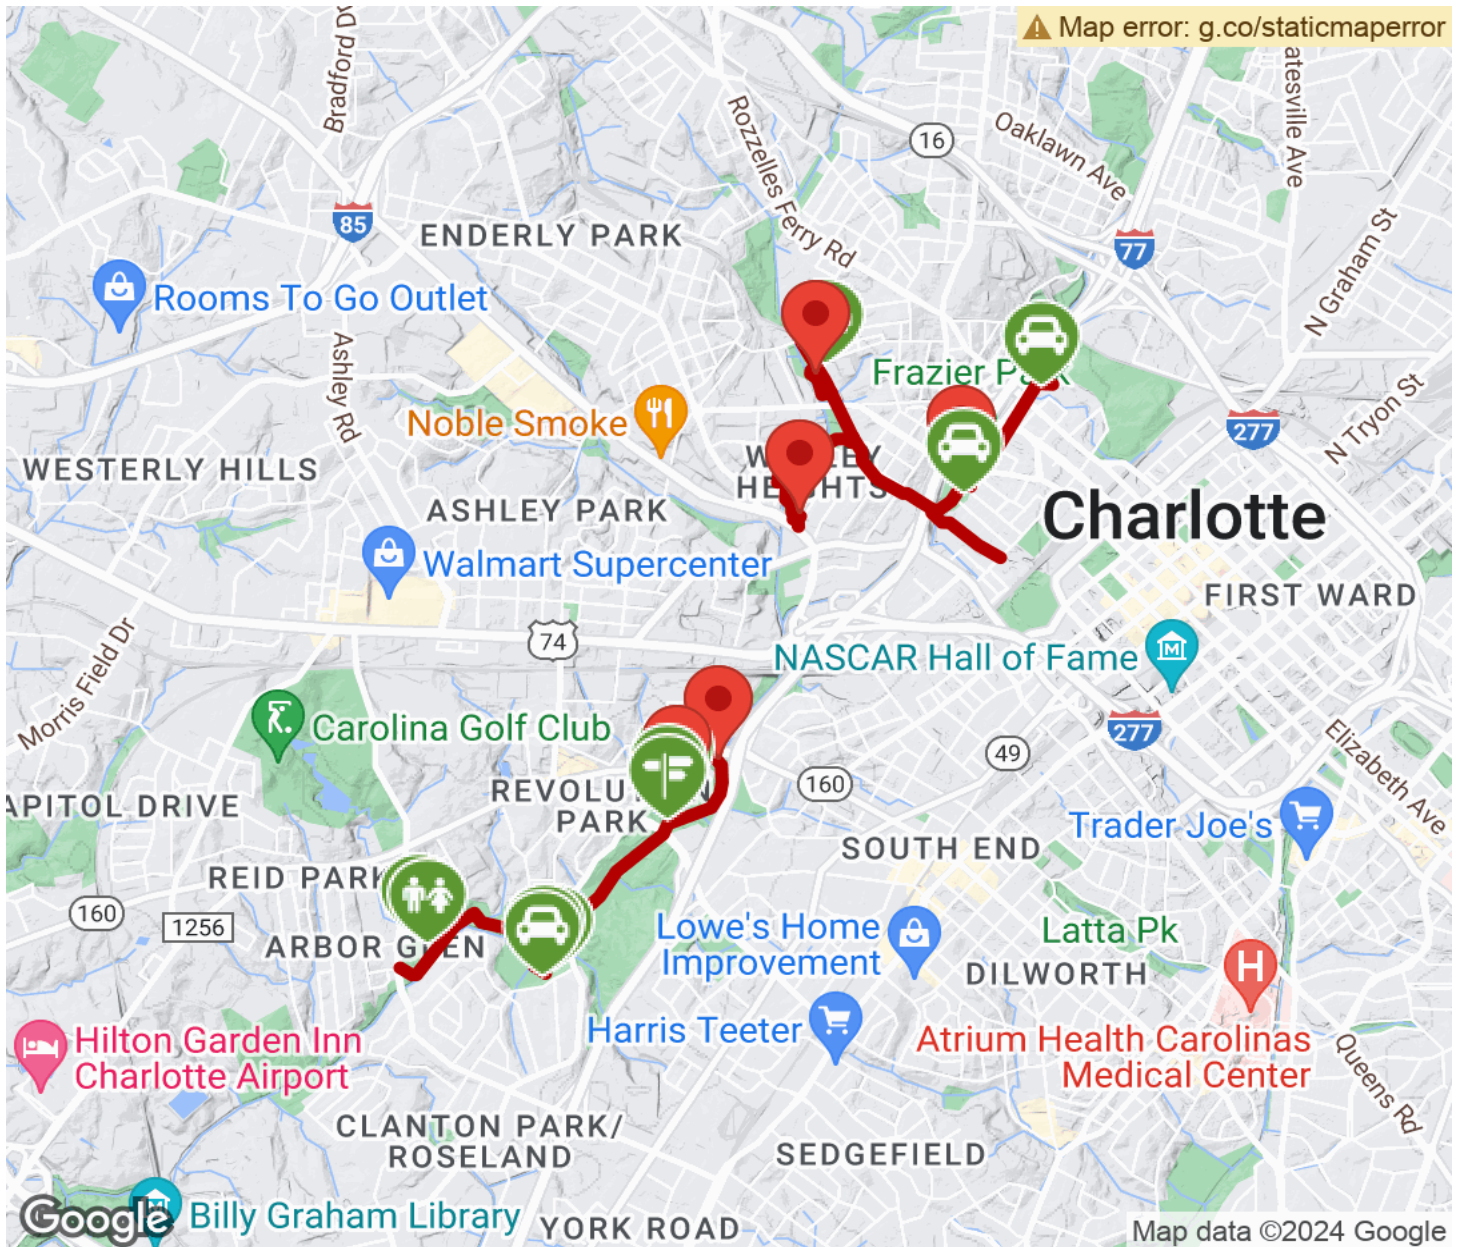 Map error: g.co/staticmaperror
Bradford D
atesville Ave
Rozzelles Ferry Rd
16
Oaklawn Ave
85
ENDERLY PARK
77
N Graham St
Rooms To Go Outlet
Ashley Rd
Frazier P
k
N Tryon St
Noble Smoke
277
WESTERLY HILLS
W
EY
HE
HTS
ASHLEY PARK
Charlotte
Walmart Supercenter
FIRST WARD
74
Morris Field Dr
NASCAR Hall of Fame
M
Carolina Golf Club
277
49
160
Elizabeth Ave
REVOLU
N
PARK
APITOL DRIVE
Trader Joe's
SOUTH END
REID PARK
160
1256
ARBOR G
EN
Lowe's Home
Improvement
Latta Pk
DILWORTH
H
Harris Teeter
Hilton Garden Inn
Charlotte Airport
Atrium Health Carolinas
Medical Center
Queens Rd
CLANTON PARK/
ROSELAND
SEDGEFIELD
Google
Billy Graham Library
YORK ROAD
Map data ©2024 Google